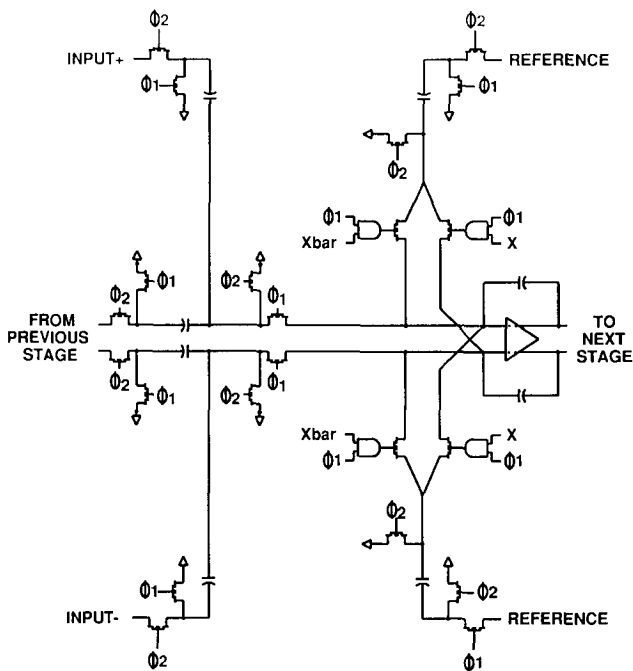 Φ2
Φ2
INPUT+
REFERENCE
Φ1
Φ1
Φ2
Φ1
Φ1
Xbar
X
Φ1
Φ2
Φ2
Φ1
FROM
PREVIOUS
STAGE
TO
NEXT
STAGE
Φ2
Φ1
Φ1
Φ2
Xbar
X
Φ1
Φ1
Φ2
Φ1
Φ2
INPUT-
REFERENCE
Φ2
Φ1